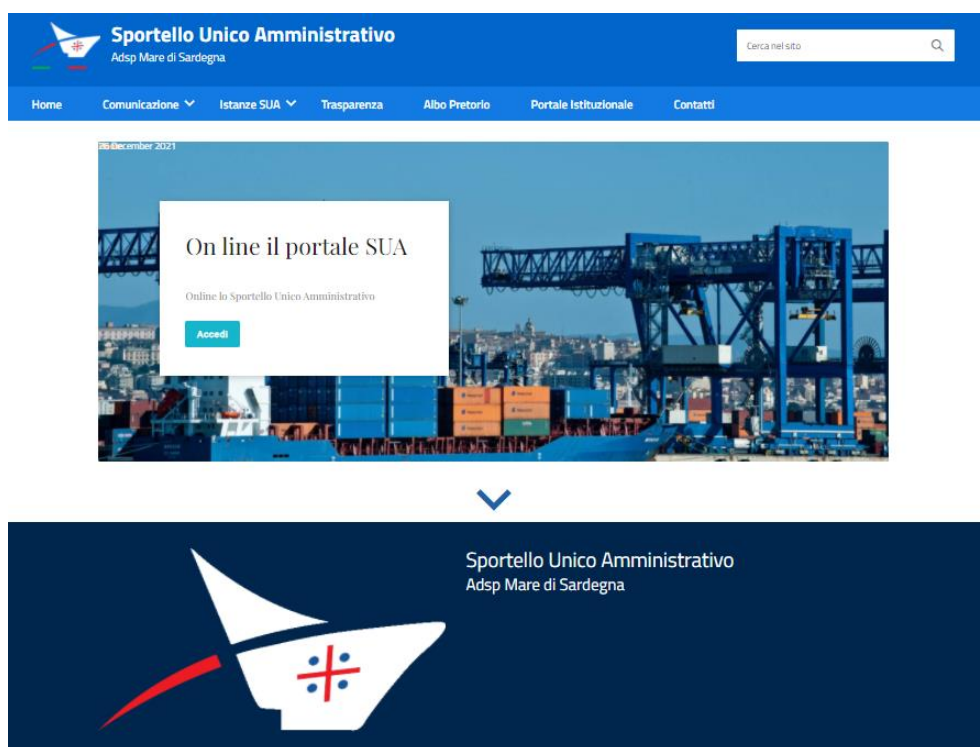 Sportello Unico Amministrativo
Adsp Mare di Sardegna
Cerca nel sito
Home Comunicazione Istanze SUA Trasparenza Albo Pretorio Portale Istituzionale Contatti
December 2021
On line il portale SUA
Online lo Sportello Unico Amministrativo
Accedi
Sportello Unico Amministrativo
Adsp Mare di Sardegna